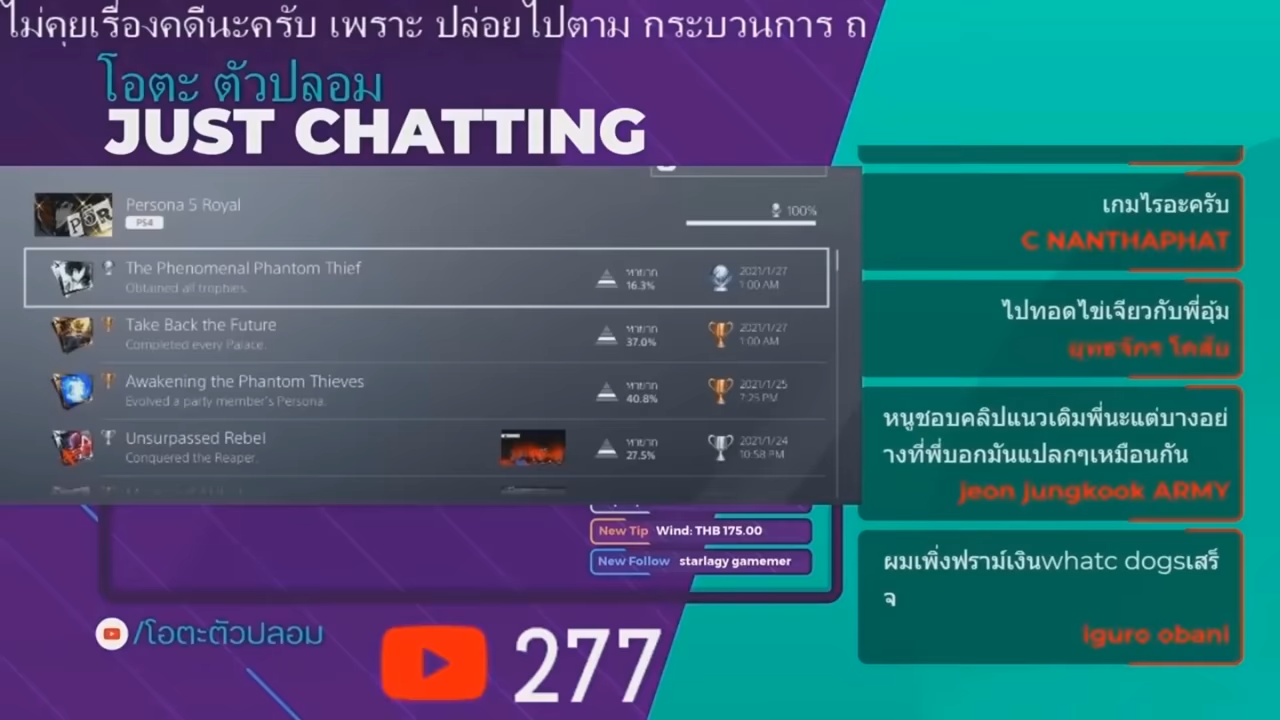 ไม่คุยเรื่องคดีนะครับ เพราะ ปล่อยไปตาม กระบวนการ ถ
โอตะ ตัวปลอม
JUST CHATTING
Persona 5 Royal
PS4
100%
The Phenomenal Phantom Thief
Obtained all trophies.
หายาก
16.3%
2021/1/27
1:00 AM
Take Back the Future
Completed every Palace.
หายาก
37.0%
2021/1/27
1:00 AM
Awakening the Phantom Thieves
Evolved a party member's Persona.
หายาก
40.8%
2021/1/25
7:25 PM
Unsurpassed Rebel
Conquered the Reaper.
หายาก
27.5%
2021/1/24
10:58 PM
New Tip Wind: THB 175.00
New Follow starlagy gamemer
/โอตะตัวปลอม
277
เกมไรอะครับ
C NANTHAPHAT
ไปทอดไข่เจียวกับพี่อุ้ม
ยุทธจักร โคสัย
หนูชอบคลิปแนวเดิมพี่นะแต่บางอย่
างที่พี่บอกมันแปลกๆเหมือนกัน
jeon jungkook ARMY
ผมเพิ่งฟราม์เงินwhatc dogsเสร็
จ
iguro obani